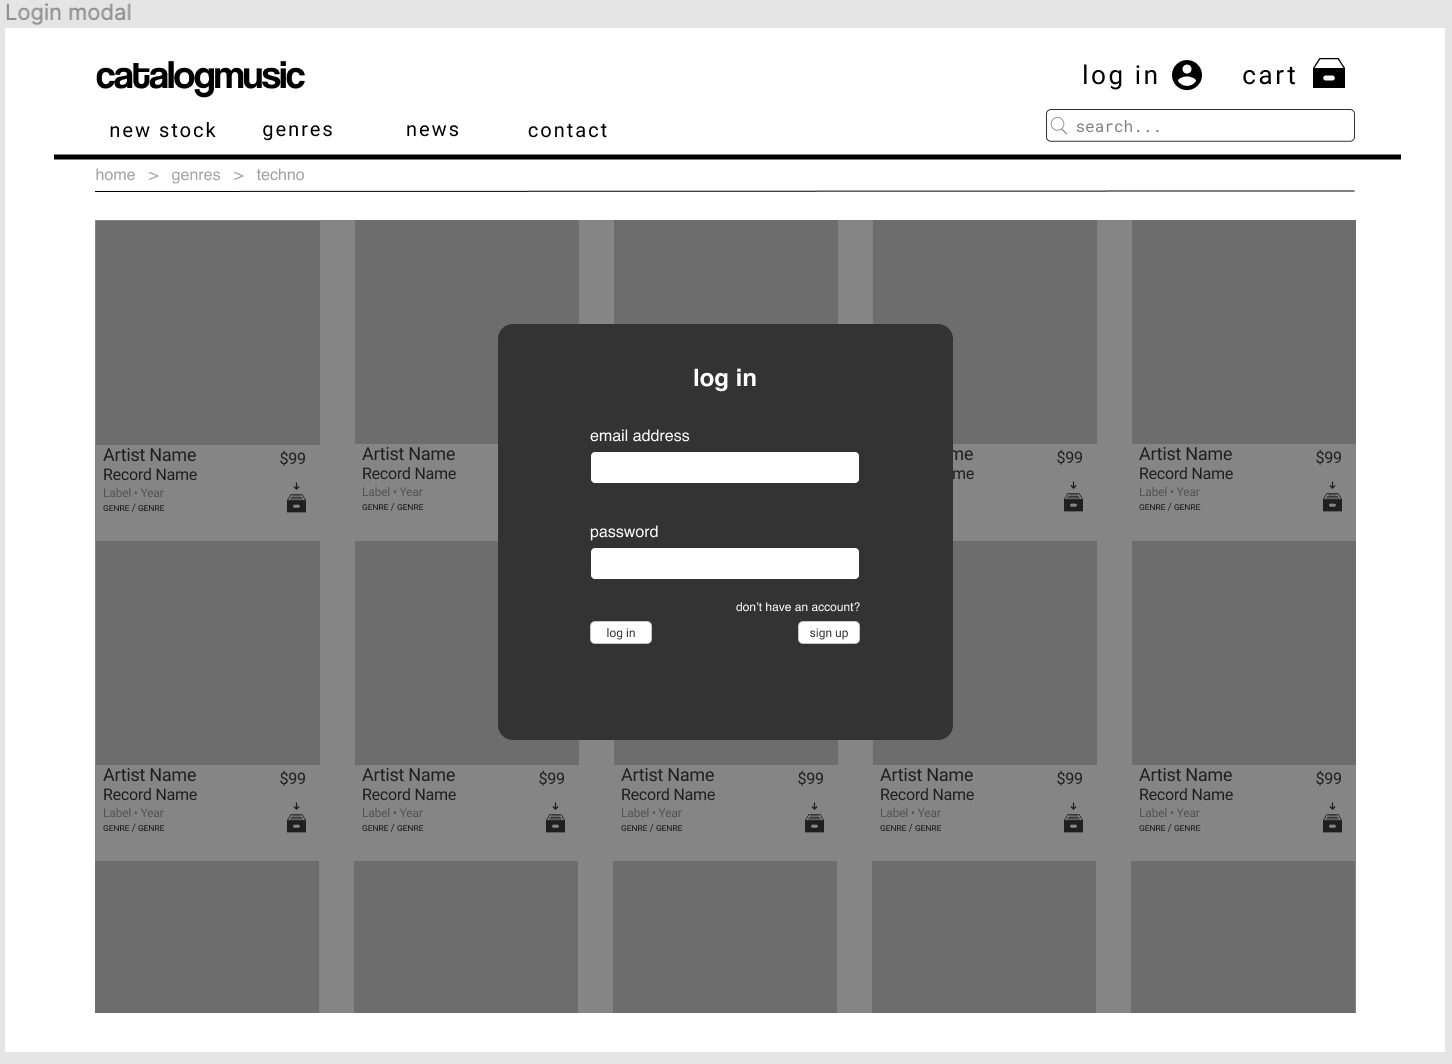 Login modal
catalogmusic
log in
cart
new stock
genres
news
contact
search...
home > genres > techno
log in
email address
password
don't have an account?
log in
sign up
Artist Name
$99
Record Name
Label • Year
GENRE / GENRE
Artist Name
Record Name
Label • Year
GENRE / GENRE
me
$99
me
Artist Name
$99
Record Name
Label • Year
GENRE / GENRE
Artist Name
$99
Record Name
Label • Year
GENRE / GENRE
Artist Name
$99
Record Name
Label • Year
GENRE / GENRE
Artist Name
$99
Record Name
Label • Year
GENRE / GENRE
Artist Name
$99
Record Name
Label • Year
GENRE / GENRE
Artist Name
$99
Record Name
Label • Year
GENRE / GENRE